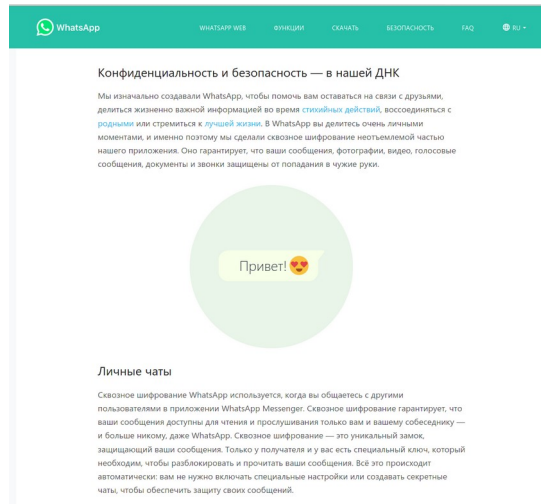 WhatsApp WHATSAPP WEB ФУНКЦИИ СКАЧАТЬ БЕЗОПАСНОСТЬ FAQ RU
Конфиденциальность и безопасность — в нашей ДНК
Мы изначально создавали WhatsApp, чтобы помочь вам оставаться на связи с друзьями,
делиться жизненно важной информацией во время стихийных действий, воссоединяться с
родными или стремиться к лучшей жизни. В WhatsApp вы делитесь очень личными
моментами, и именно поэтому мы сделали сквозное шифрование неотъемлемой частью
нашего приложения. Оно гарантирует, что ваши сообщения, фотографии, видео, голосовые
сообщения, документы и звонки защищены от попадания в чужие руки.
Привет! 😍
Личные чаты
Сквозное шифрование WhatsApp используется, когда вы общаетесь с другими
пользователями в приложении WhatsApp Messenger. Сквозное шифрование гарантирует, что
ваши сообщения доступны для чтения и прослушивания только вам и вашему собеседнику —
и больше никому, даже WhatsApp. Сквозное шифрование — это уникальный замок,
защищающий ваши сообщения. Только у получателя и у вас есть специальный ключ, который
необходим, чтобы разблокировать и прочитать ваши сообщения. Всё это происходит
автоматически: вам не нужно включать специальные настройки или создавать секретные
чаты, чтобы обеспечить защиту своих сообщений.